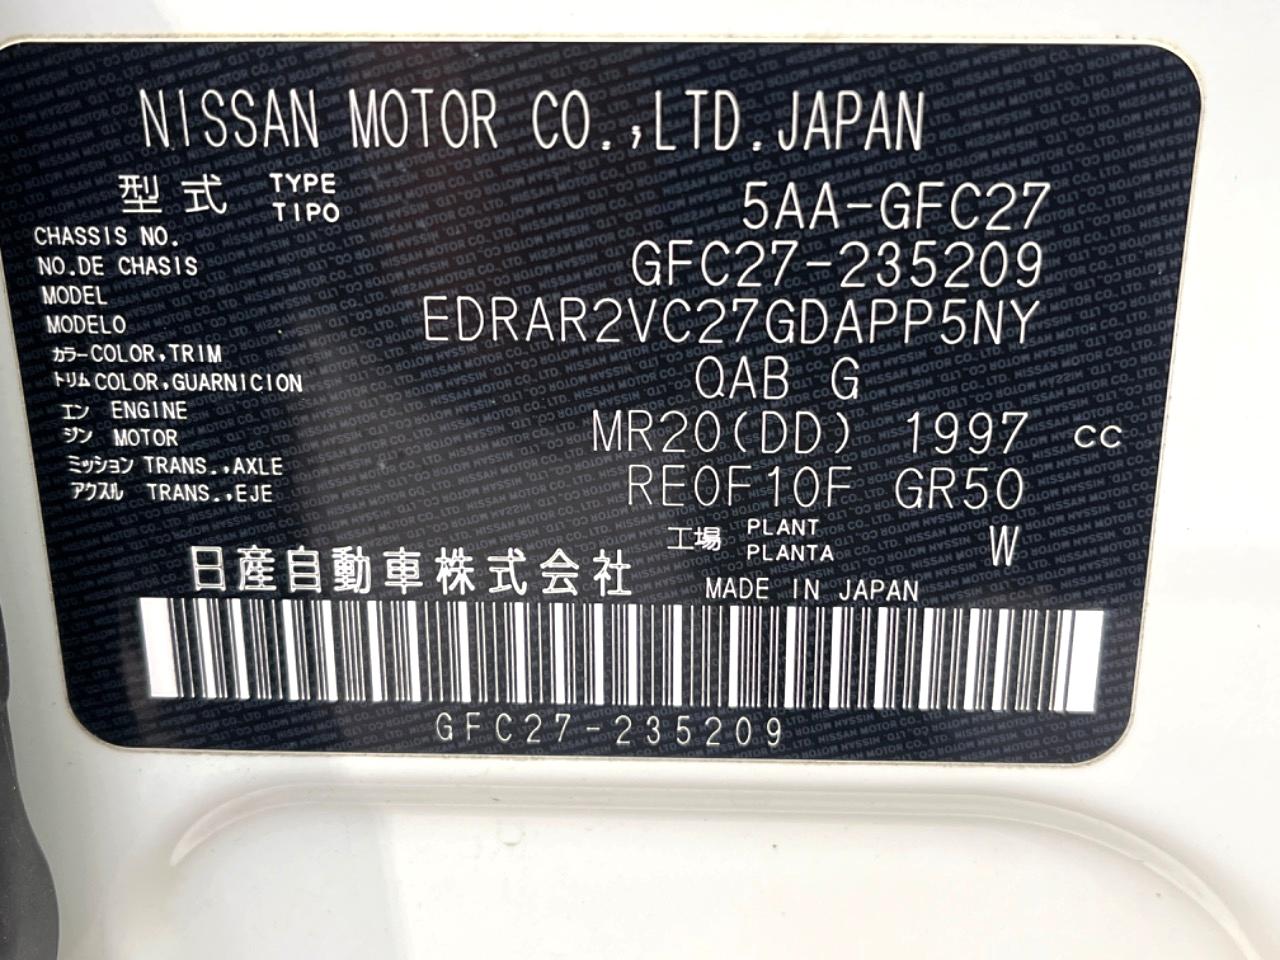 NISSAN MOTOR CO.,LTD.JAPAN
型式 TYPE TIPO 5AA-GFC27
CHASSIS NO. NO.DE CHASIS GFC27-235209
MODEL MODELO EDRAR2VC27GDAPP5NY
カラー COLOR,TRIM トリム COLOR,GUARNICION QAB G
エンジン ENGINE MOTOR MR20(DD) 1997 cc
ミッション TRANS.,AXLE アクスル TRANS.,EJE RE0F10F GR50
工場 PLANT PLANTA W
日産自動車株式会社 MADE IN JAPAN
GFC27-235209